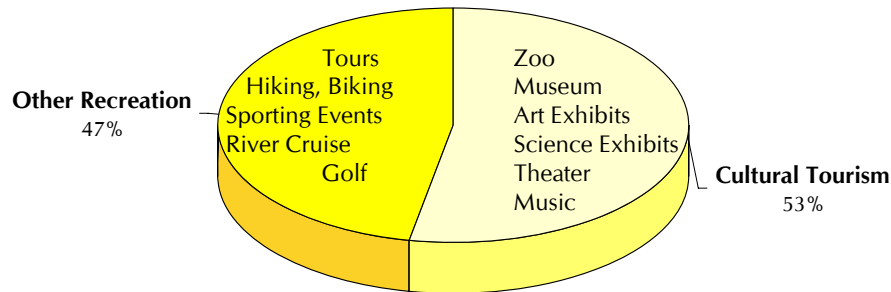 Other Recreation
47%
Tours
Hiking, Biking
Sporting Events
River Cruise
Golf
Zoo
Museum
Art Exhibits
Science Exhibits
Theater
Music
Cultural Tourism
53%